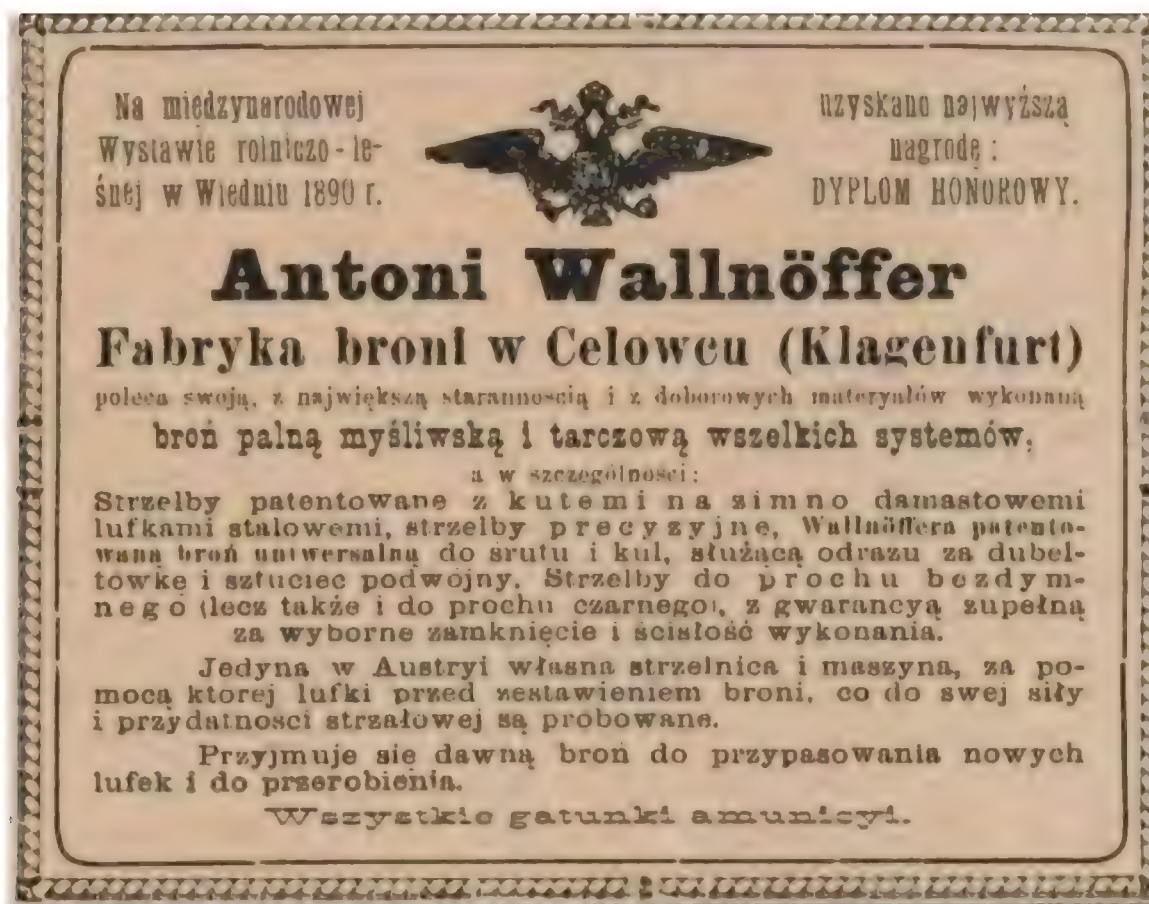 Na miedzynarodowej
Wystawie rolniczo-le-
śnej w Wiedniu 1890 r.
uzyskano najwyższą
nagrodę:
DYPLOM HONOROWY.
Antoni Wallnöffer
Fabryka broni w Celowcu (Klagenfurt)
poleca swoją, z największą starannością i z doborowych materyałów wykonaną
broń palną myśliwską i tarczową wszelkich systemów,
a w szczególności:
Strzelby patentowane z kutemi na zimno damastowemi
lufkami stalowemi, strzelby precyzyjne, Wallnöffera patento-
waną broń uniwersalną do śrutu i kul, służącą odrazu za dubel-
tówkę i sztuciec podwójny. Strzelby do prochu bezdym-
nego (lecz także i do prochu czarnego), z gwarancyą zupełną
za wyborne zamknięcie i ścisłość wykonania.
Jedyna w Austryi własna strzelnica i maszyna, za po-
mocą ktorej lufki przed zestawieniem broni, co do swej siły
i przydatnosci strzałowej są probowane.
Przyjmuje się dawną broń do przypasowania nowych
lufek i do przerobienia.
Wszystkie gatunki amunicyi.